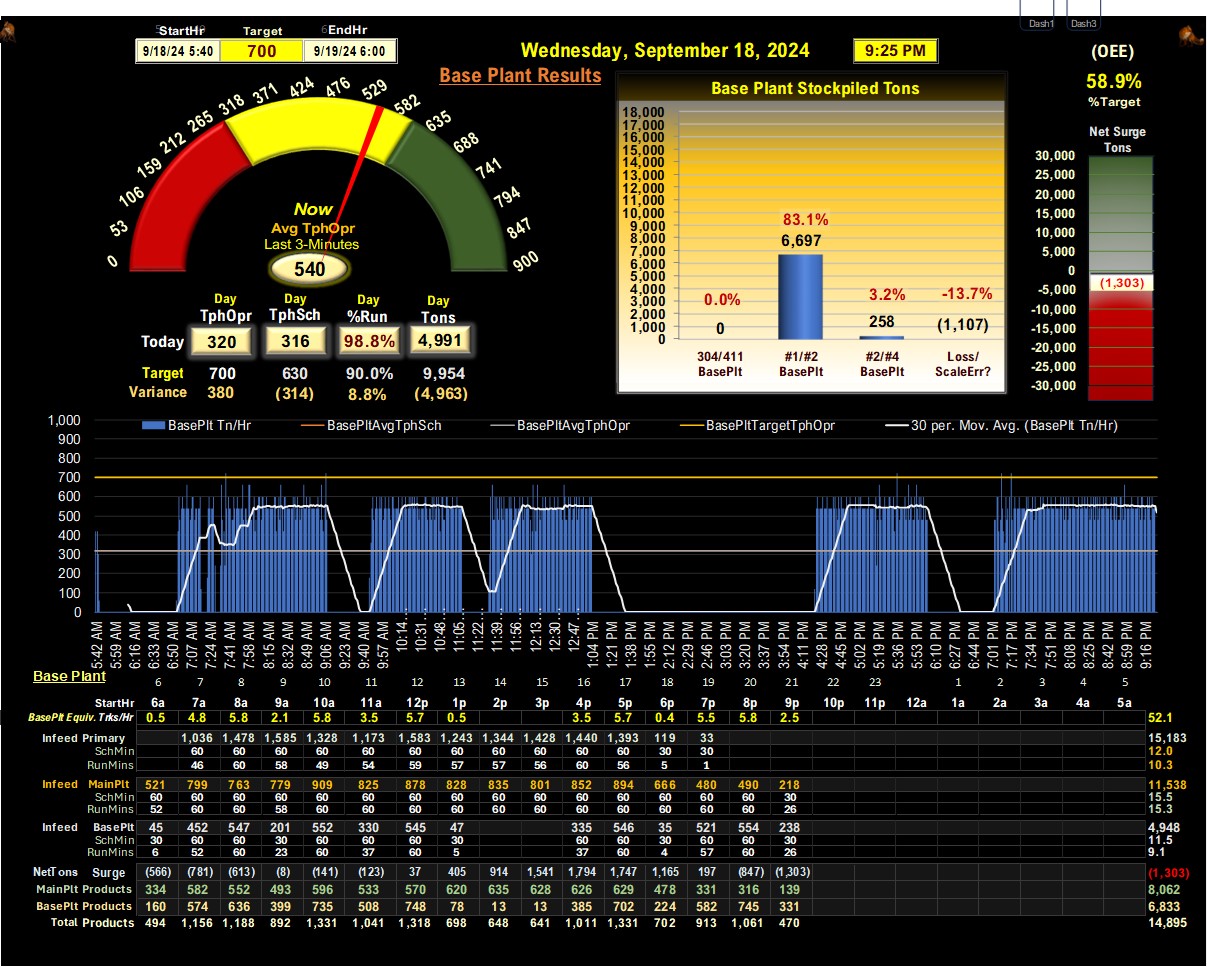 Dash1 Dash3
StartHr Target EndHr
9/18/24 5:40 700 9/19/24 6:00
Wednesday, September 18, 2024 9:25 PM
(OEE)
58.9%
%Target
Base Plant Results
Base Plant Stockpiled Tons
Net Surge
Tons
0 53 106 159 212 265 318 371 424 476 529 582 635 688 741 794 847 900
Now
Avg TphOpr
Last 3-Minutes
540
18,000
17,000
16,000
15,000
14,000
13,000
12,000
11,000
10,000
9,000
8,000
7,000
6,000
5,000
4,000
3,000
2,000
1,000
0
0.0% 83.1% 3.2% -13.7%
0 6,697 258 (1,107)
304/411 #1/#2 #2/#4 Loss/
BasePlt BasePlt BasePlt ScaleErr?
30,000
25,000
20,000
15,000
10,000
5,000
0
(1,303)
-5,000
-10,000
-15,000
-20,000
-25,000
-30,000
Day Day Day Day
TphOpr TphSch %Run Tons
Today 320 316 98.8% 4,991
Target 700 630 90.0% 9,954
Variance 380 (314) 8.8% (4,963)
BasePlt Tn/Hr BasePltAvgTphSch BasePltAvgTphOpr BasePltTargetTphOpr 30 per. Mov. Avg. (BasePlt Tn/Hr)
1,000
900
800
700
600
500
400
300
200
100
0
5:42 AM 5:59 AM 6:16 AM 6:33 AM 6:50 AM 7:07 AM 7:24 AM 7:41 AM 7:58 AM 8:15 AM 8:32 AM 8:49 AM 9:06 AM 9:23 AM 9:40 AM 9:57 AM 10:14... 10:31... 10:48... 11:05... 11:22... 11:39... 11:56... 12:13... 12:30... 12:47... 1:04 PM 1:21 PM 1:38 PM 1:55 PM 2:12 PM 2:29 PM 2:46 PM 3:03 PM 3:20 PM 3:37 PM 3:54 PM 4:11 PM 4:28 PM 4:45 PM 5:02 PM 5:19 PM 5:36 PM 5:53 PM 6:10 PM 6:27 PM 6:44 PM 7:01 PM 7:17 PM 7:34 PM 7:51 PM 8:08 PM 8:25 PM 8:42 PM 8:59 PM 9:16 PM
Base Plant
6 7 8 9 10 11 12 13 14 15 16 17 18 19 20 21 22 23 1 2 3 4 5
StartHr 6a 7a 8a 9a 10a 11a 12p 1p 2p 3p 4p 5p 6p 7p 8p 9p 10p 11p 12a 1a 2a 3a 4a 5a
BasePlt Equiv. Trks/Hr 0.5 4.8 5.8 2.1 5.8 3.5 5.7 0.5 3.5 5.7 0.4 5.5 5.8 2.5 52.1
Infeed Primary 1,036 1,478 1,585 1,328 1,173 1,583 1,243 1,344 1,428 1,440 1,393 119 33 15,183
SchMin 60 60 60 60 60 60 60 60 60 60 60 30 30 12.0
RunMins 46 60 58 49 54 59 57 57 56 60 56 5 1 10.3
Infeed MainPlt 521 799 763 779 909 825 878 828 835 801 852 894 666 480 490 218 11,538
SchMin 60 60 60 60 60 60 60 60 60 60 60 60 60 60 60 30 15.5
RunMins 52 60 60 58 60 60 60 60 60 60 60 60 60 60 60 26 15.3
Infeed BasePlt 45 452 547 201 552 330 545 47 335 546 35 521 554 238 4,948
SchMin 30 60 60 30 60 60 60 30 60 60 30 60 60 30 11.5
RunMins 6 52 60 23 60 37 60 5 37 60 4 57 60 26 9.1
NetTons Surge (566) (781) (613) (8) (141) (123) 37 405 914 1,541 1,794 1,747 1,165 197 (847) (1,303) (1,303)
MainPlt Products 334 582 552 493 596 533 570 620 635 628 626 629 478 331 316 139 8,062
BasePlt Products 160 574 636 399 735 508 748 78 13 13 385 702 224 582 745 331 6,833
Total Products 494 1,156 1,188 892 1,331 1,041 1,318 698 648 641 1,011 1,331 702 913 1,061 470 14,895